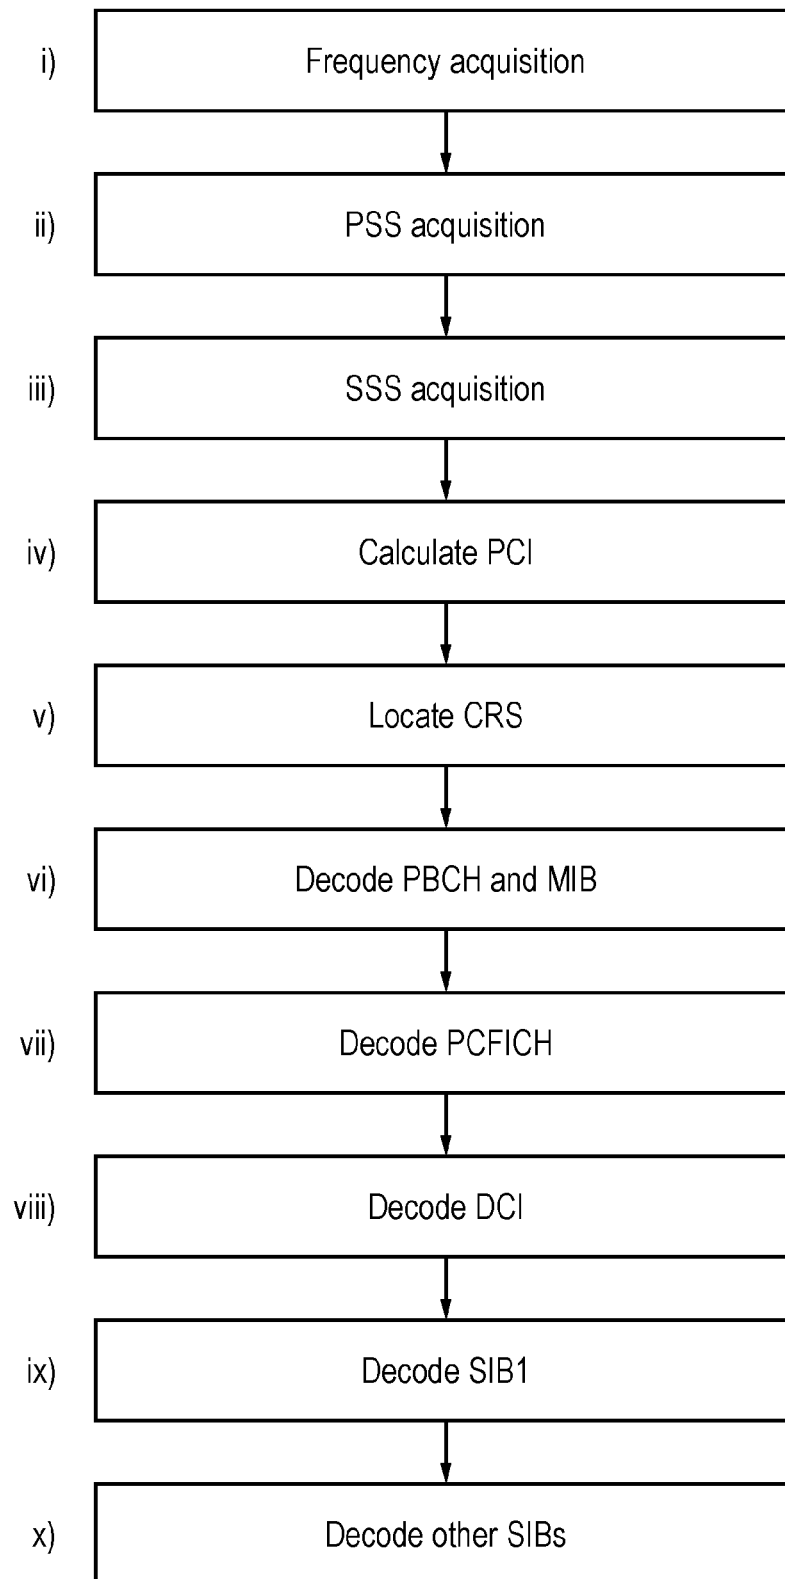 i) Frequency acquisition
ii) PSS acquisition
iii) SSS acquisition
iv) Calculate PCI
v) Locate CRS
vi) Decode PBCH and MIB
vii) Decode PCFICH
viii) Decode DCI
ix) Decode SIB1
x) Decode other SIBs